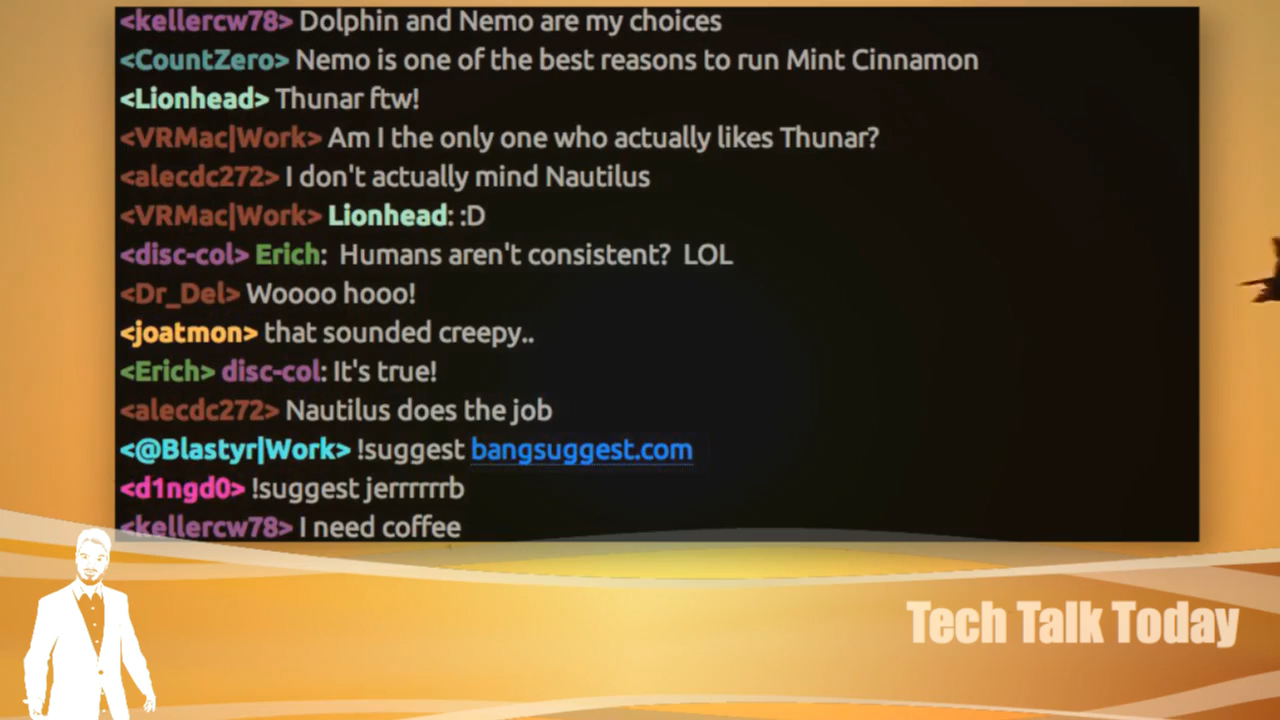 <kellercw78> Dolphin and Nemo are my choices
<CountZero> Nemo is one of the best reasons to run Mint Cinnamon
<Lionhead> Thunar ftw!
<VRMac|Work> Am I the only one who actually likes Thunar?
<alecdc272> I don't actually mind Nautilus
<VRMac|Work> Lionhead: :D
<disc-col> Erich:  Humans aren't consistent?  LOL
<Dr_Del> Woooo hooo!
<joatmon> that sounded creepy..
<Erich> disc-col: It's true!
<alecdc272> Nautilus does the job
<@Blastyr|Work> !suggest bangsuggest.com
<d1ngd0> !suggest jerrrrrrb
<kellercw78> I need coffee
Tech Talk Today